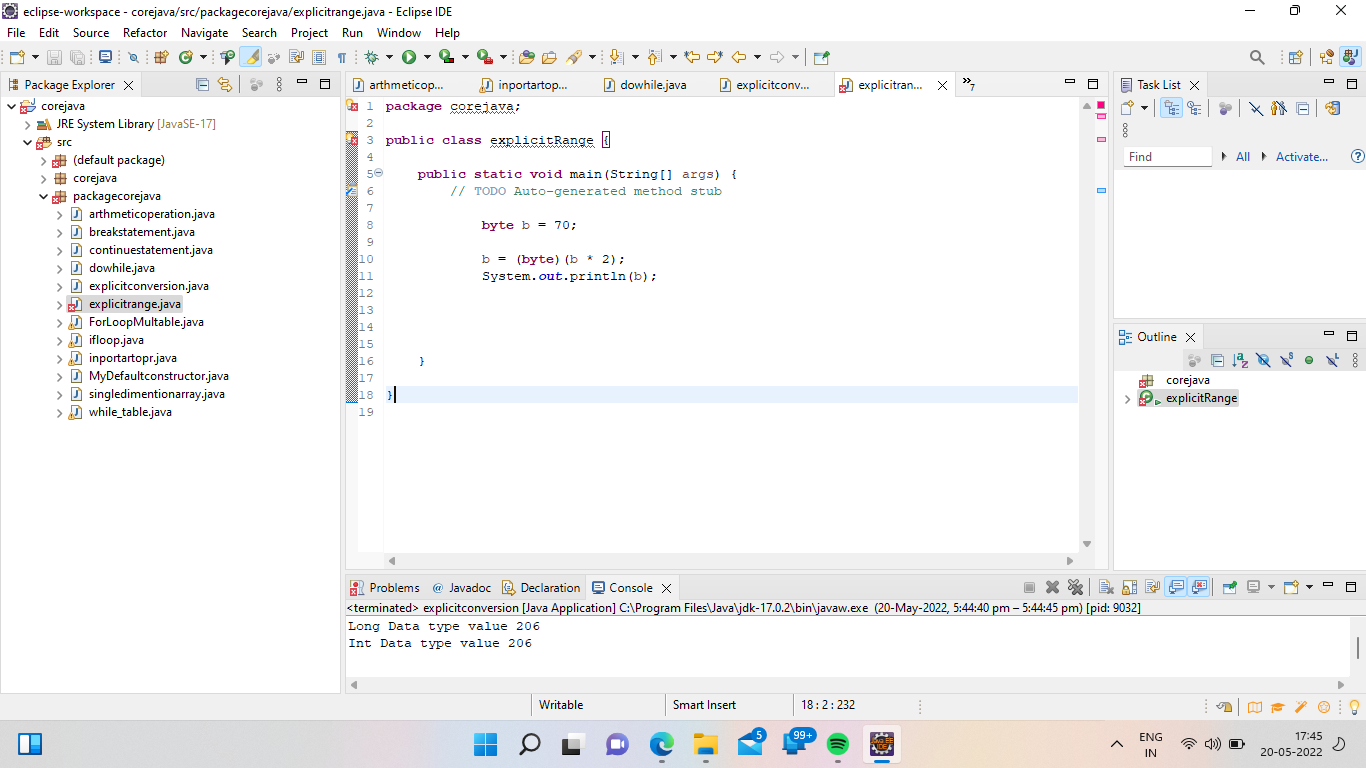 eclipse-workspace - corejava/src/packagecorejava/explicitrange.java - Eclipse IDE
File Edit Source Refactor Navigate Search Project Run Window Help
Package Explorer
corejava
JRE System Library [JavaSE-17]
src
(default package)
corejava
packagecorejava
arthmeticoperation.java
breakstatement.java
continuestatement.java
dowhile.java
explicitconversion.java
explicitrange.java
ForLoopMultable.java
ifloop.java
inportartopr.java
MyDefaultconstructor.java
singledimentionarray.java
while_table.java
arthmeticop... inportartop... dowhile.java explicitconv... explicitran... »7
1 package corejava;
2
3 public class explicitRange {
4
5 public static void main(String[] args) {
6 // TODO Auto-generated method stub
7
8 byte b = 70;
9
10 b = (byte)(b * 2);
11 System.out.println(b);
12
13
14
15
16 }
17
18 }
19
Task List
Find All Activate...
Outline
corejava
explicitRange
Problems @ Javadoc Declaration Console
<terminated> explicitconversion [Java Application] C:\Program Files\Java\jdk-17.0.2\bin\javaw.exe (20-May-2022, 5:44:40 pm – 5:44:45 pm) [pid: 9032]
Long Data type value 206
Int Data type value 206
Writable Smart Insert 18 : 2 : 232
5 99+ Java EE IDE
ENG
IN
17:45
20-05-2022